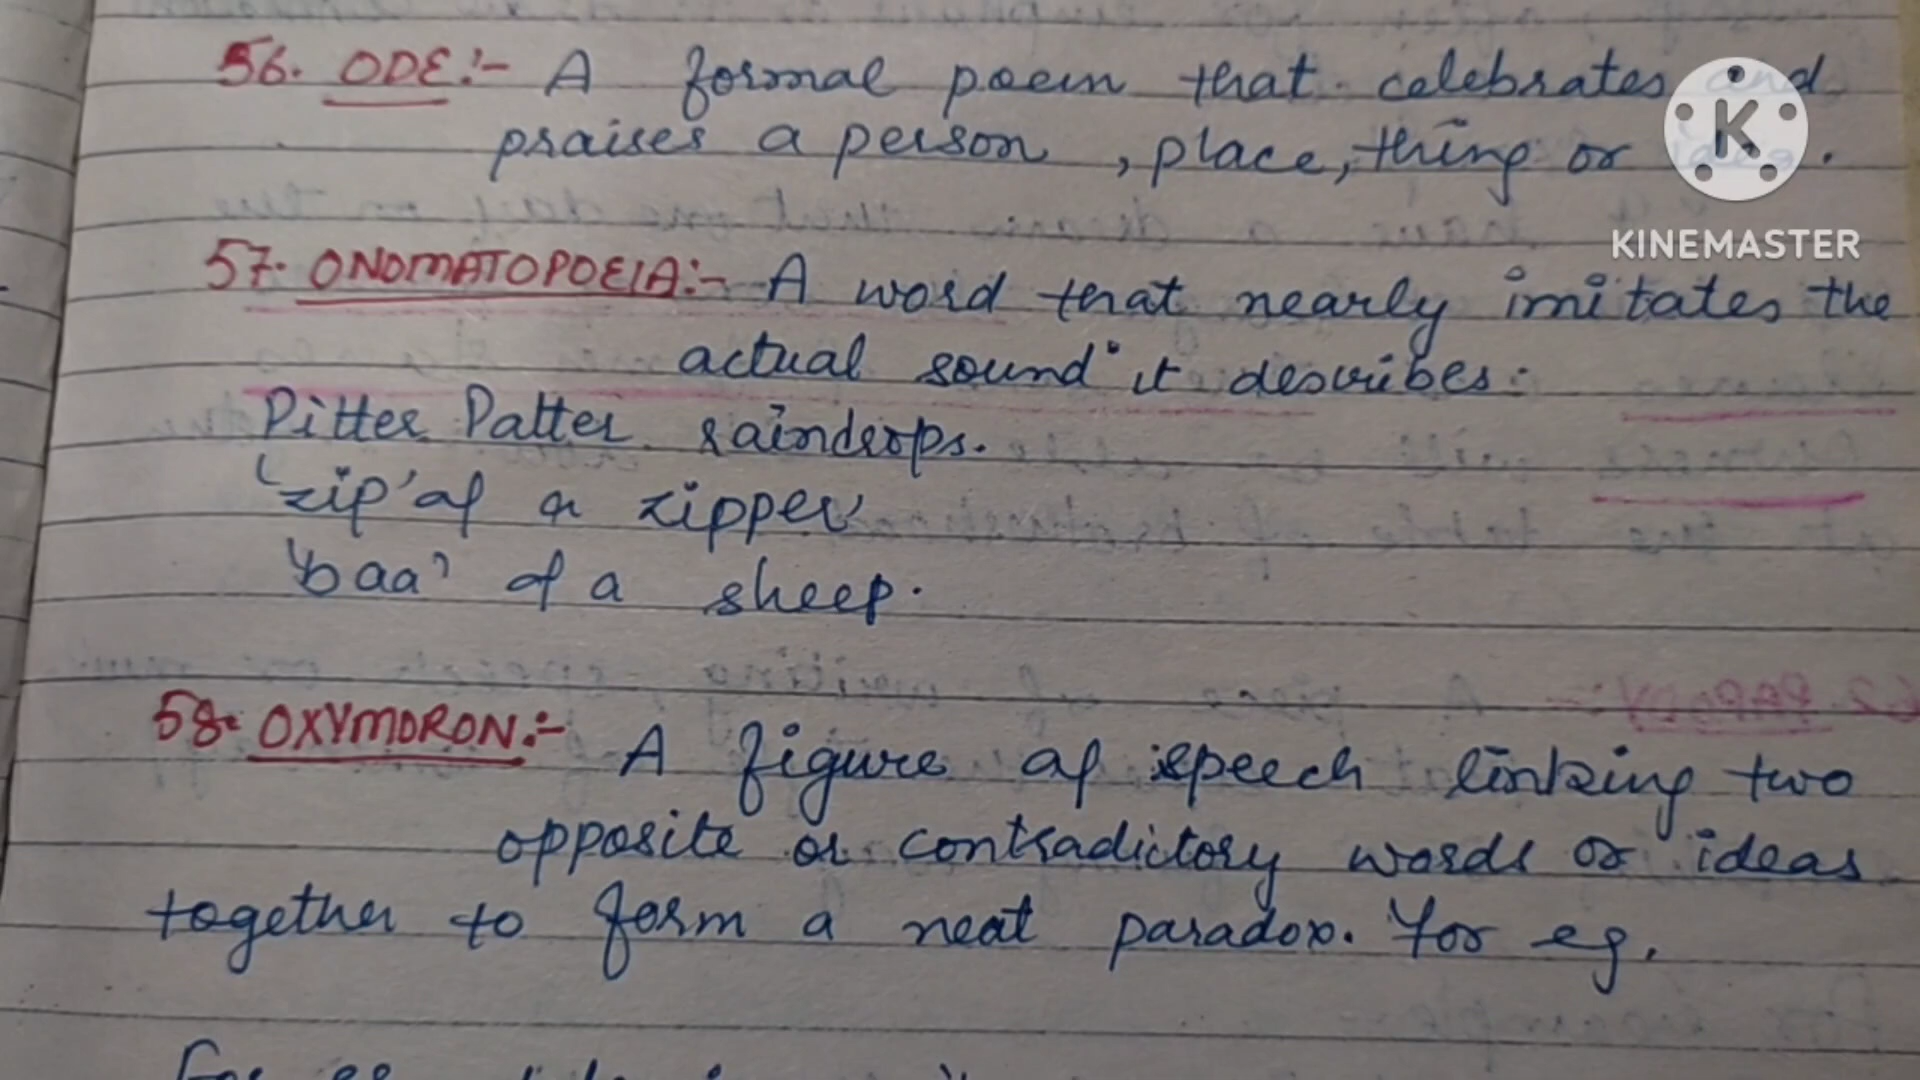 56. ODE:- A formal poem that celebrates and
praises a person, place, thing or
KINEMASTER
57. ONOMATOPOEIA:- A word that nearly imitates the
actual sound it describes.
Pitter Patter raindrops.
'zip' of a zipper
'baa' of a sheep.
58. OXYMORON:- A figure of speech linking two
opposite or contradictory words or ideas
together to form a neat paradox. For eg.